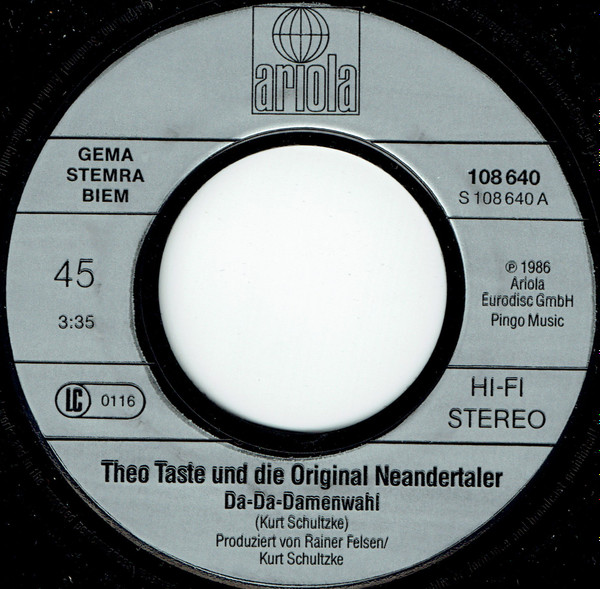 ariola
GEMA
STEMRA
BIEM
108 640
S 108 640 A
45
3:35
℗ 1986
Ariola
Eurodisc GmbH
Pingo Music
LC 0116
HI-FI
STEREO
Theo Taste und die Original Neandertaler
Da-Da-Damenwahl
(Kurt Schultzke)
Produziert von Rainer Felsen/
Kurt Schultzke